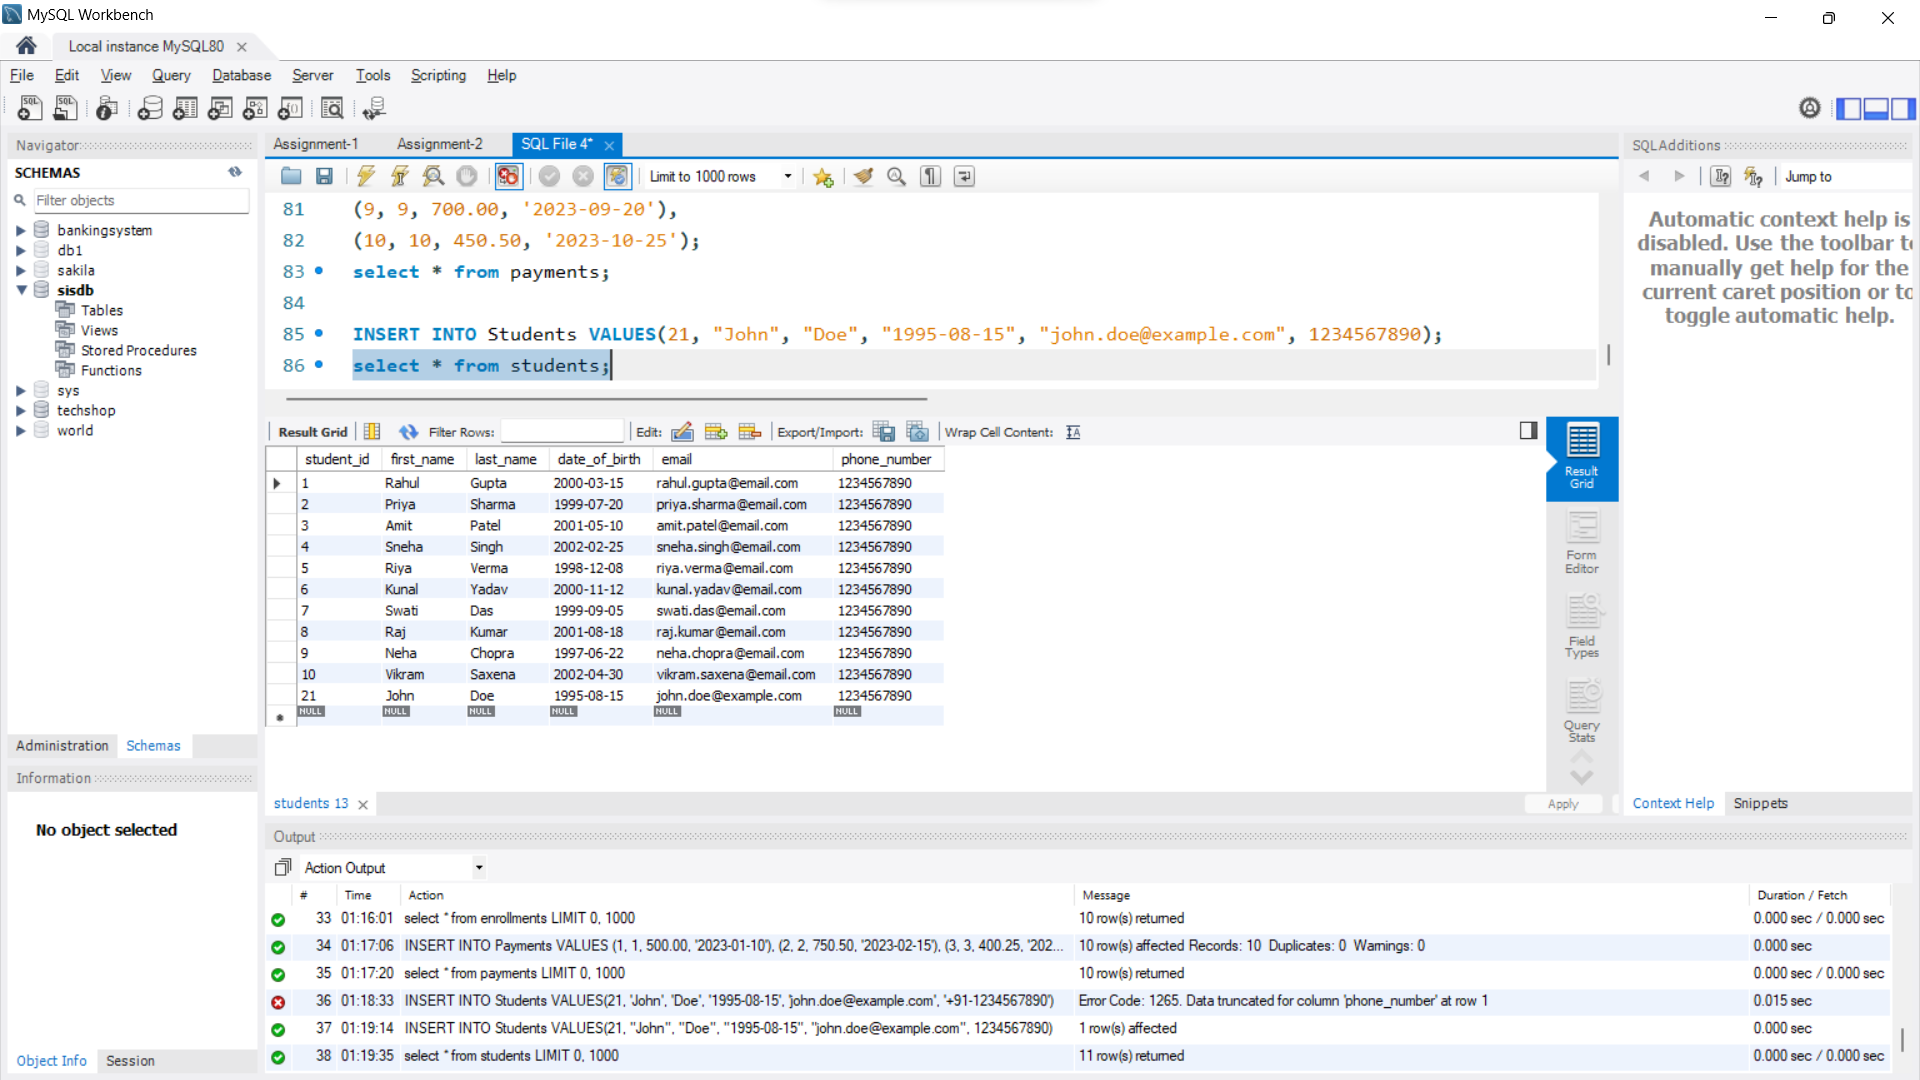 MySQL Workbench
Local instance MySQL80
File Edit View Query Database Server Tools Scripting Help
Navigator
SCHEMAS
Filter objects
bankingsystem
db1
sakila
sisdb
Tables
Views
Stored Procedures
Functions
sys
techshop
world
Administration Schemas
Information
No object selected
Object Info Session
Assignment-1 Assignment-2 SQL File 4*
Limit to 1000 rows
81 (9, 9, 700.00, '2023-09-20'),
82 (10, 10, 450.50, '2023-10-25');
83 select * from payments;
84
85 INSERT INTO Students VALUES(21, "John", "Doe", "1995-08-15", "john.doe@example.com", 1234567890);
86 select * from students;
Result Grid Filter Rows: Edit: Export/Import: Wrap Cell Content:
student_id first_name last_name date_of_birth email phone_number
1 Rahul Gupta 2000-03-15 rahul.gupta@email.com 1234567890
2 Priya Sharma 1999-07-20 priya.sharma@email.com 1234567890
3 Amit Patel 2001-05-10 amit.patel@email.com 1234567890
4 Sneha Singh 2002-02-25 sneha.singh@email.com 1234567890
5 Riya Verma 1998-12-08 riya.verma@email.com 1234567890
6 Kunal Yadav 2000-11-12 kunal.yadav@email.com 1234567890
7 Swati Das 1999-09-05 swati.das@email.com 1234567890
8 Raj Kumar 2001-08-18 raj.kumar@email.com 1234567890
9 Neha Chopra 1997-06-22 neha.chopra@email.com 1234567890
10 Vikram Saxena 2002-04-30 vikram.saxena@email.com 1234567890
21 John Doe 1995-08-15 john.doe@example.com 1234567890
NULL NULL NULL NULL NULL NULL
Result
Grid
Form
Editor
Field
Types
Query
Stats
students 13
Apply
SQLAdditions
Jump to
Automatic context help is
disabled. Use the toolbar to
manually get help for the
current caret position or to
toggle automatic help.
Context Help Snippets
Output
Action Output
# Time Action Message Duration / Fetch
33 01:16:01 select * from enrollments LIMIT 0, 1000 10 row(s) returned 0.000 sec / 0.000 sec
34 01:17:06 INSERT INTO Payments VALUES (1, 1, 500.00, '2023-01-10'), (2, 2, 750.50, '2023-02-15'), (3, 3, 400.25, '202... 10 row(s) affected Records: 10 Duplicates: 0 Warnings: 0 0.000 sec
35 01:17:20 select * from payments LIMIT 0, 1000 10 row(s) returned 0.000 sec / 0.000 sec
36 01:18:33 INSERT INTO Students VALUES(21, 'John', 'Doe', '1995-08-15', 'john.doe@example.com', '+91-1234567890') Error Code: 1265. Data truncated for column 'phone_number' at row 1 0.015 sec
37 01:19:14 INSERT INTO Students VALUES(21, "John", "Doe", "1995-08-15", "john.doe@example.com", 1234567890) 1 row(s) affected 0.000 sec
38 01:19:35 select * from students LIMIT 0, 1000 11 row(s) returned 0.000 sec / 0.000 sec